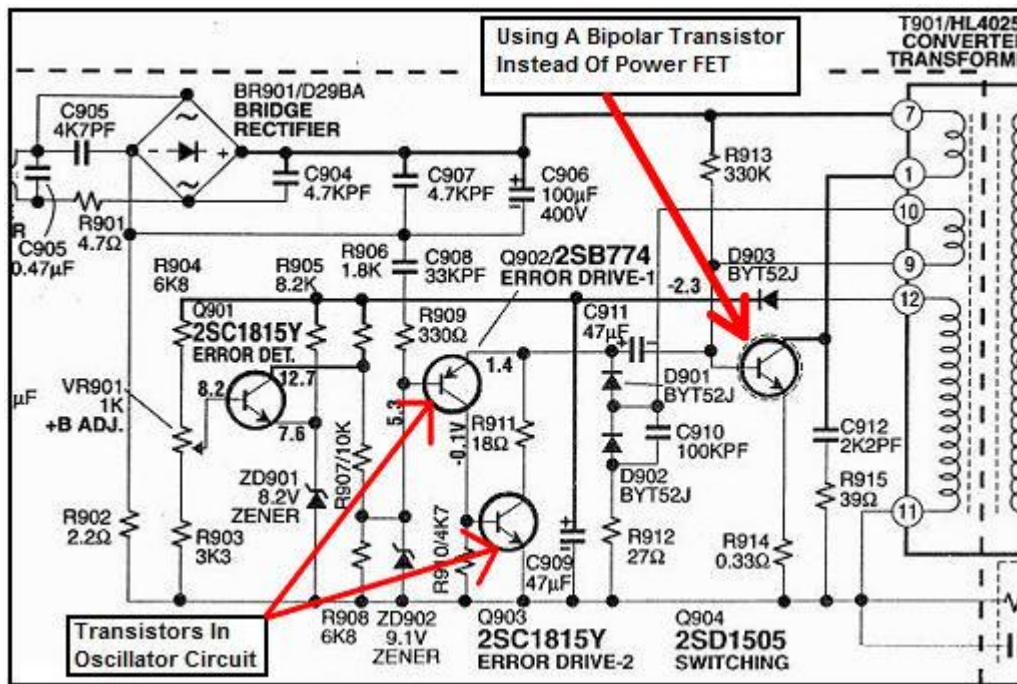 Using A Bipolar Transistor
Instead Of Power FET
T901/HL4025
CONVERTER
TRANSFORME
BR901/D29BA
BRIDGE
RECTIFIER
C905
4K7PF
C904
4.7KPF
C907
4.7KPF
C906
100µF
400V
R913
330K
7
1
10
9
12
11
R
C905
0.47µF
R901
4.7Ω
R904
6K8
R905
8.2K
R906
1.8K
C908
33KPF
Q902/2SB774
ERROR DRIVE-1
D903
BYT52J
-2.3
Q901
2SC1815Y
ERROR DET.
R909
330Ω
C911
47µF
1.4
12.7
8.2
7.6
5.3
-0.1V
µF
VR901
1K
+B ADJ.
D901
BYT52J
R911
18Ω
C910
100KPF
C912
2K2PF
ZD901
8.2V
ZENER
R907/10K
D902
BYT52J
R915
39Ω
R902
2.2Ω
R903
3K3
R910/4K7
C909
47µF
R912
27Ω
R914
0.33Ω
Transistors In
Oscillator Circuit
R908
6K8
ZD902
9.1V
ZENER
Q903
2SC1815Y
ERROR DRIVE-2
Q904
2SD1505
SWITCHING